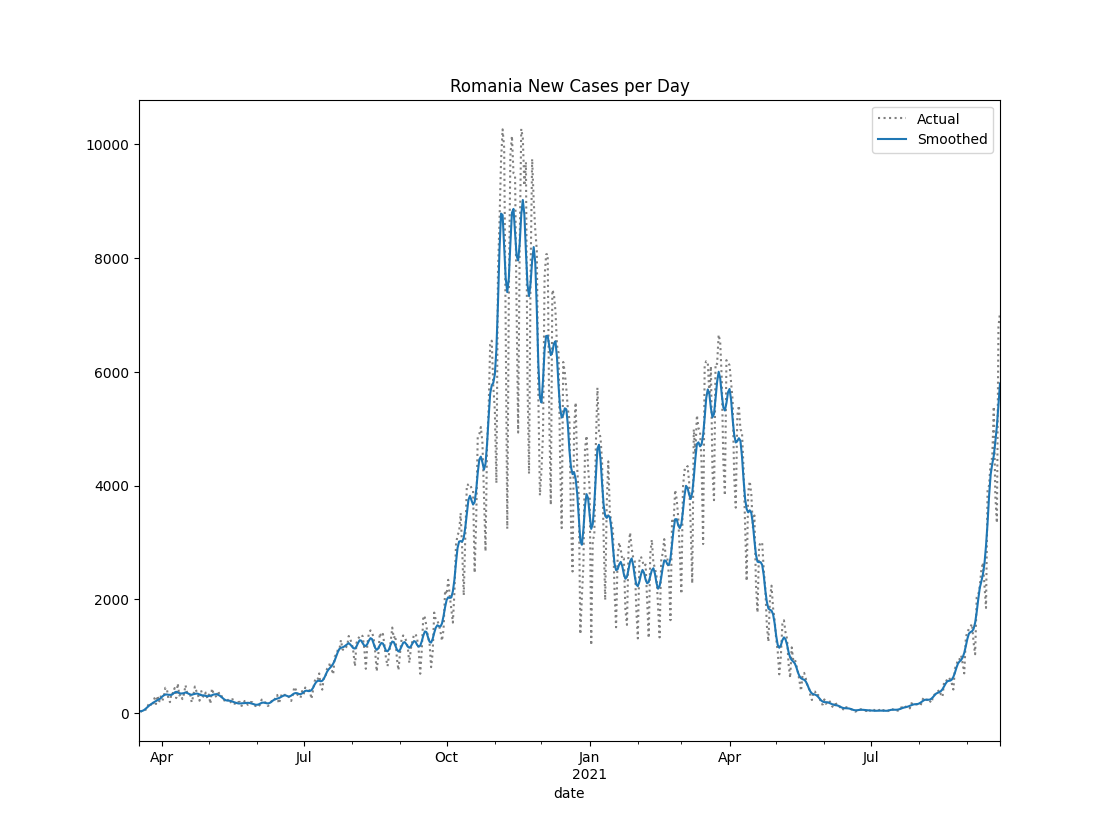 Romania New Cases per Day
Actual
Smoothed
10000
8000
6000
4000
2000
0
Apr
Jul
Oct
Jan
2021
Apr
Jul
date